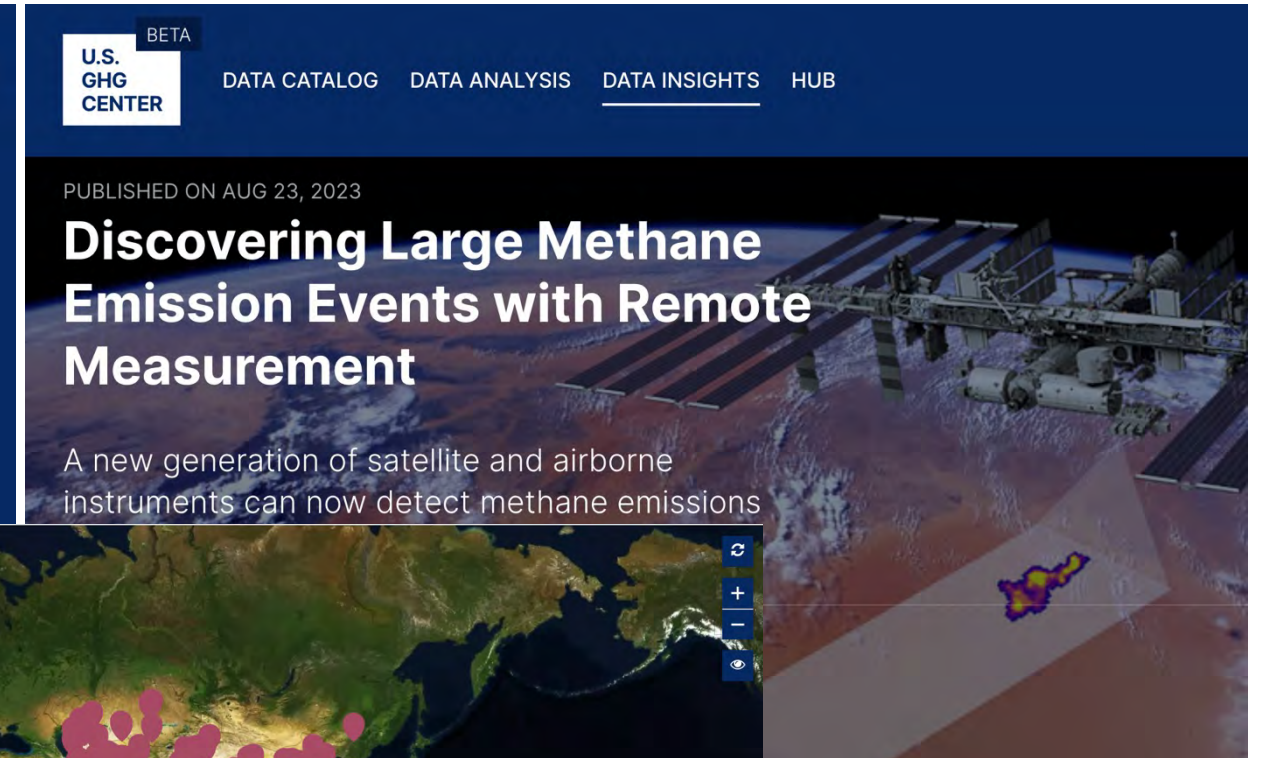 BETA
U.S.
GHG
CENTER
DATA CATALOG DATA ANALYSIS DATA INSIGHTS HUB
PUBLISHED ON AUG 23, 2023
Discovering Large Methane
Emission Events with Remote
Measurement
A new generation of satellite and airborne
instruments can now detect methane emissions